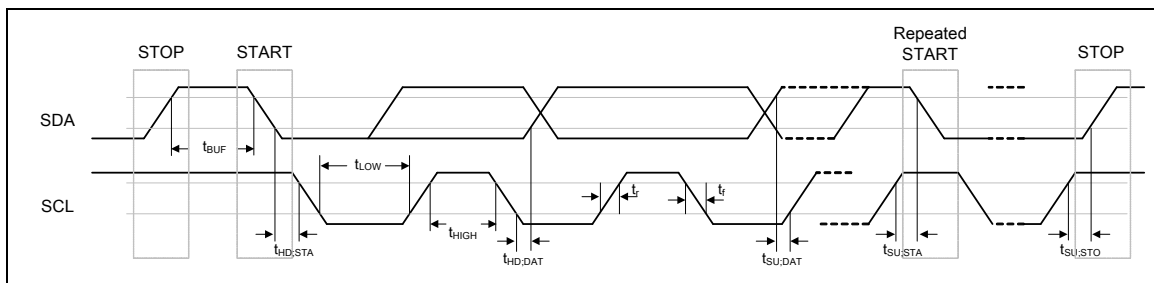 Repeated
STOP START START STOP
SDA
tBUF
tLOW
SCL
tr tf
tHIGH
tHD;STA tHD;DAT tSU;DAT tSU;STA tSU;STO